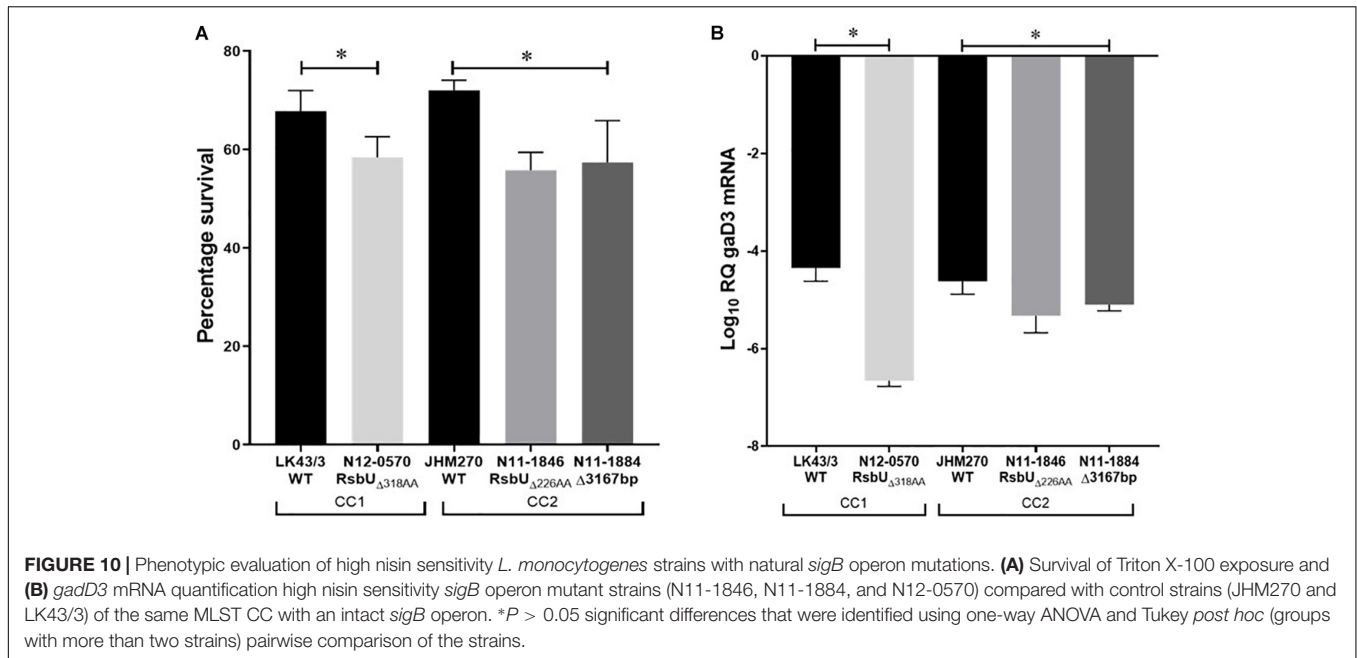 A
Percentage survival
80
60
40
20
0
*
*
LK43/3 WT
N12-0570 RsbUΔ318AA
JHM270 WT
N11-1846 RsbUΔ226AA
N11-1884 Δ3167bp
CC1
CC2
B
Log10 RQ gaD3 mRNA
0
-2
-4
-6
-8
*
*
LK43/3 WT
N12-0570 RsbUΔ318AA
JHM270 WT
N11-1846 RsbUΔ226AA
N11-1884 Δ3167bp
CC1
CC2
FIGURE 10 | Phenotypic evaluation of high nisin sensitivity L. monocytogenes strains with natural sigB operon mutations. (A) Survival of Triton X-100 exposure and
(B) gadD3 mRNA quantification high nisin sensitivity sigB operon mutant strains (N11-1846, N11-1884, and N12-0570) compared with control strains (JHM270 and
LK43/3) of the same MLST CC with an intact sigB operon. *P > 0.05 significant differences that were identified using one-way ANOVA and Tukey post hoc (groups
with more than two strains) pairwise comparison of the strains.